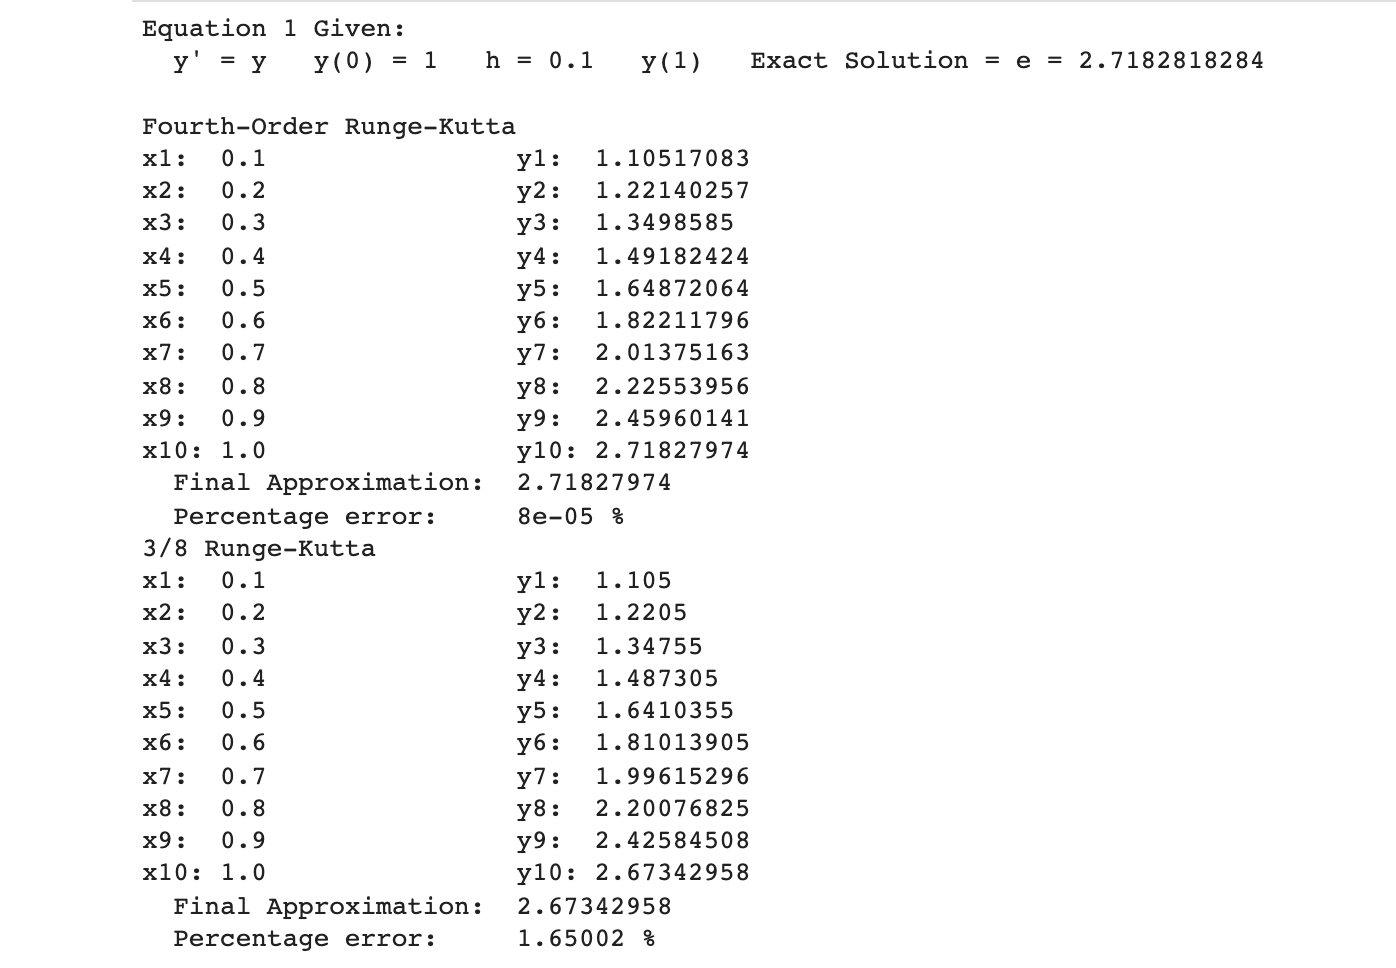 Equation 1 Given:
y' = y   y(0) = 1   h = 0.1   y(1)   Exact Solution = e = 2.7182818284
Fourth-Order Runge-Kutta
x1:  0.1                y1:  1.10517083
x2:  0.2                y2:  1.22140257
x3:  0.3                y3:  1.3498585
x4:  0.4                y4:  1.49182424
x5:  0.5                y5:  1.64872064
x6:  0.6                y6:  1.82211796
x7:  0.7                y7:  2.01375163
x8:  0.8                y8:  2.22553956
x9:  0.9                y9:  2.45960141
x10: 1.0                y10: 2.71827974
Final Approximation:  2.71827974
Percentage error:     8e-05 %
3/8 Runge-Kutta
x1:  0.1                y1:  1.105
x2:  0.2                y2:  1.2205
x3:  0.3                y3:  1.34755
x4:  0.4                y4:  1.487305
x5:  0.5                y5:  1.6410355
x6:  0.6                y6:  1.81013905
x7:  0.7                y7:  1.99615296
x8:  0.8                y8:  2.20076825
x9:  0.9                y9:  2.42584508
x10: 1.0                y10: 2.67342958
Final Approximation:  2.67342958
Percentage error:     1.65002 %